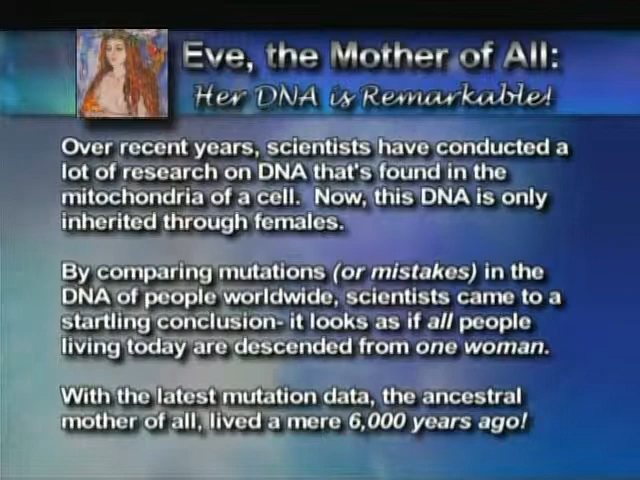 Eve, the Mother of All:
Her DNA is Remarkable!
Over recent years, scientists have conducted a
lot of research on DNA that's found in the
mitochondria of a cell. Now, this DNA is only
inherited through females.
By comparing mutations (or mistakes) in the
DNA of people worldwide, scientists came to a
startling conclusion- it looks as if all people
living today are descended from one woman.
With the latest mutation data, the ancestral
mother of all, lived a mere 6,000 years ago!